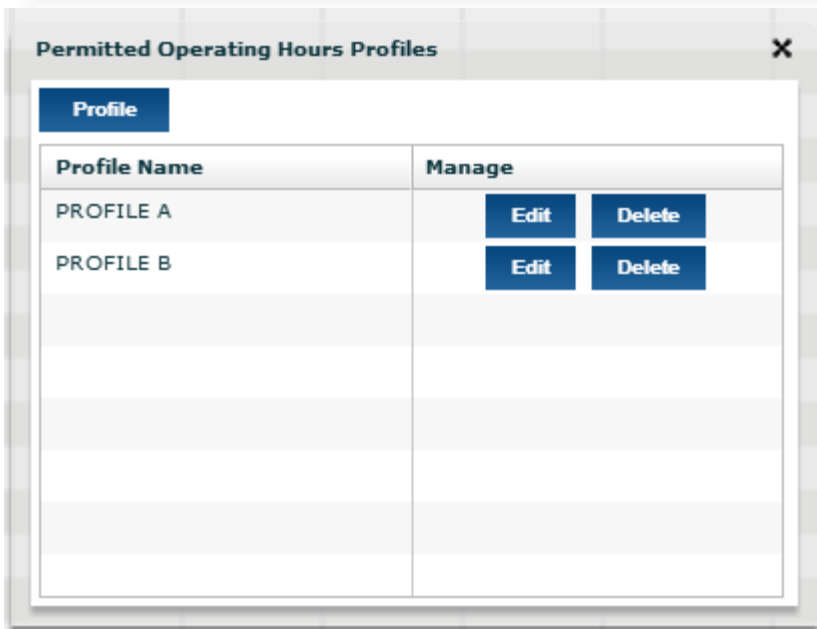 Permitted Operating Hours Profiles
Profile
Profile Name Manage
PROFILE A Edit Delete
PROFILE B Edit Delete